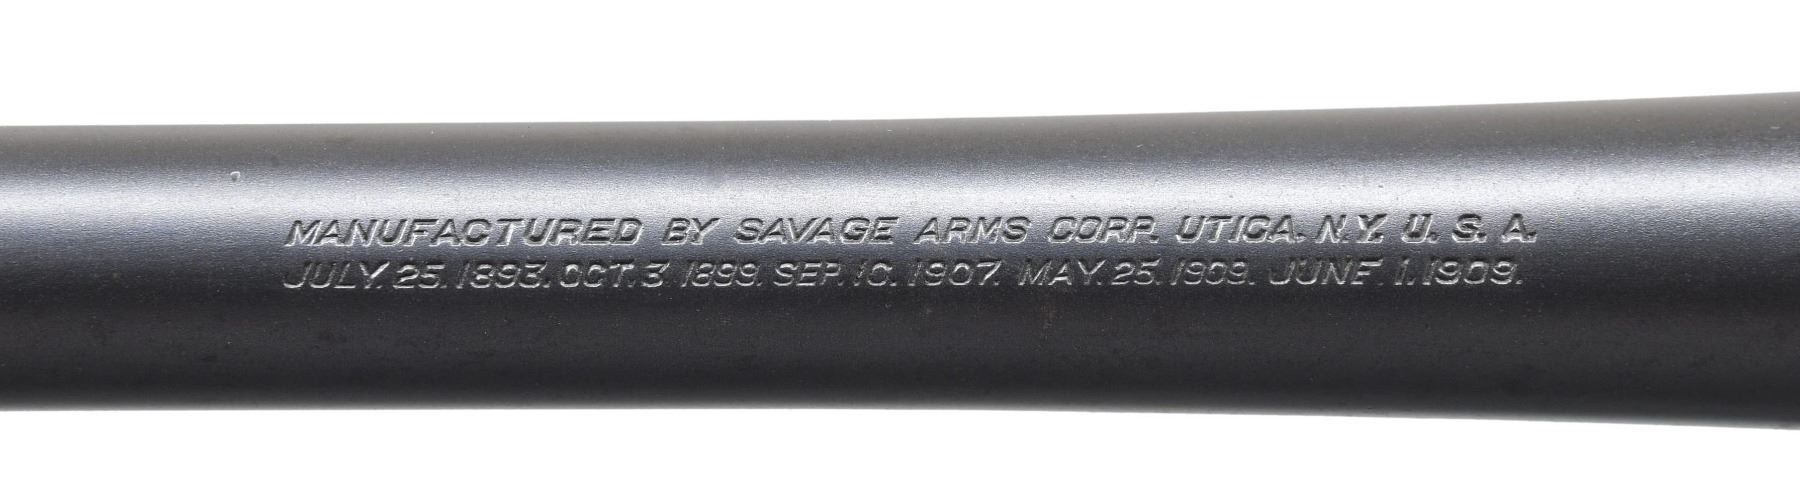 MANUFACTURED BY SAVAGE ARMS CORP. UTICA. N.Y. U. S. A.
JULY. 25. 1893. OCT. 3. 1899. SEP. 10. 1907. MAY. 25. 1909. JUNE. 1. 1909.